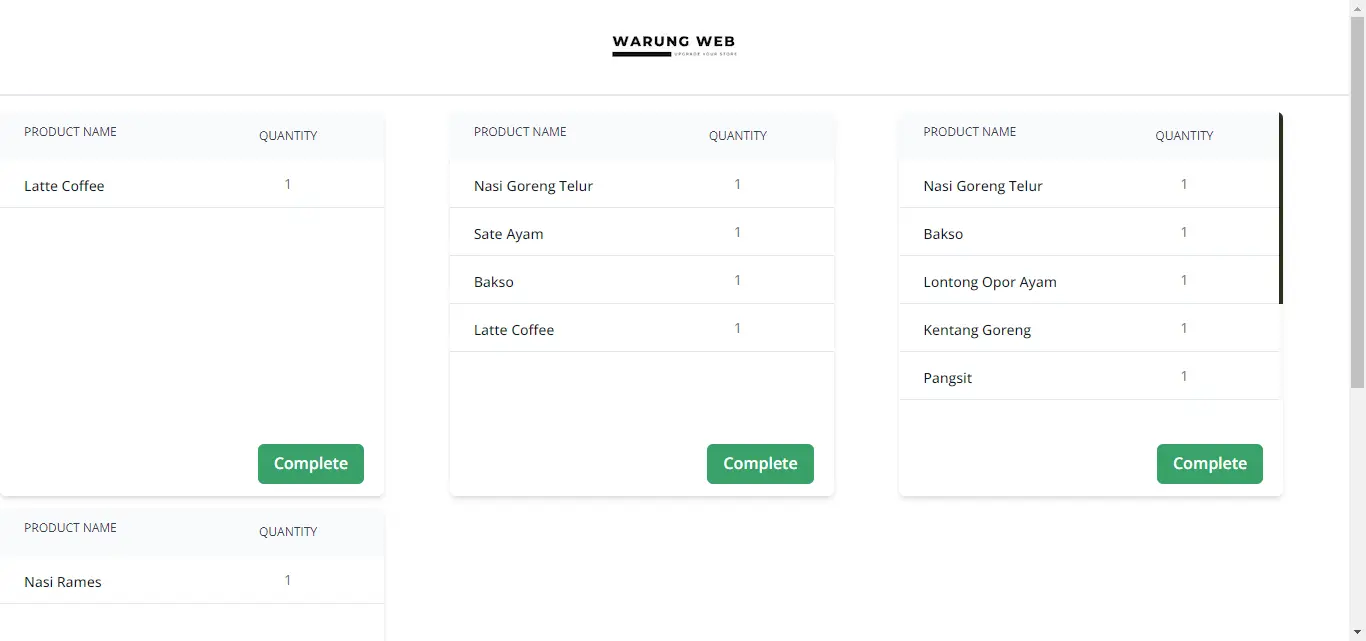 WARUNG WEB
UPGRADE YOUR STORE
PRODUCT NAME QUANTITY
Latte Coffee 1
Complete
PRODUCT NAME QUANTITY
Nasi Goreng Telur 1
Sate Ayam 1
Bakso 1
Latte Coffee 1
Complete
PRODUCT NAME QUANTITY
Nasi Goreng Telur 1
Bakso 1
Lontong Opor Ayam 1
Kentang Goreng 1
Pangsit 1
Complete
PRODUCT NAME QUANTITY
Nasi Rames 1